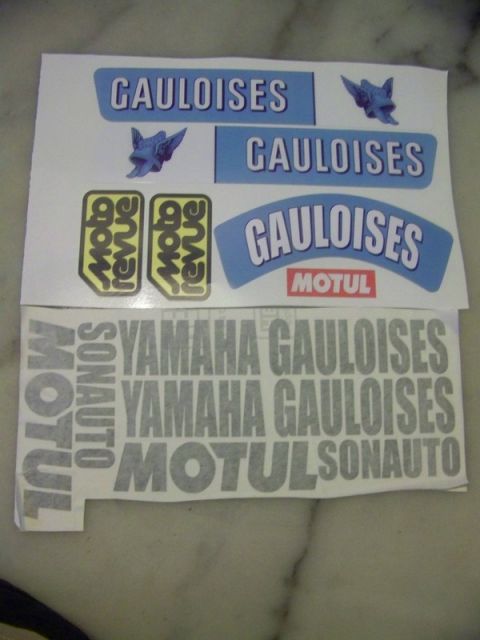 GAULOISES
GAULOISES
moto revue
moto revue
GAULOISES
MOTUL
MOTUL
SONAUTO
YAMAHA GAULOISES
YAMAHA GAULOISES
MOTUL SONAUTO